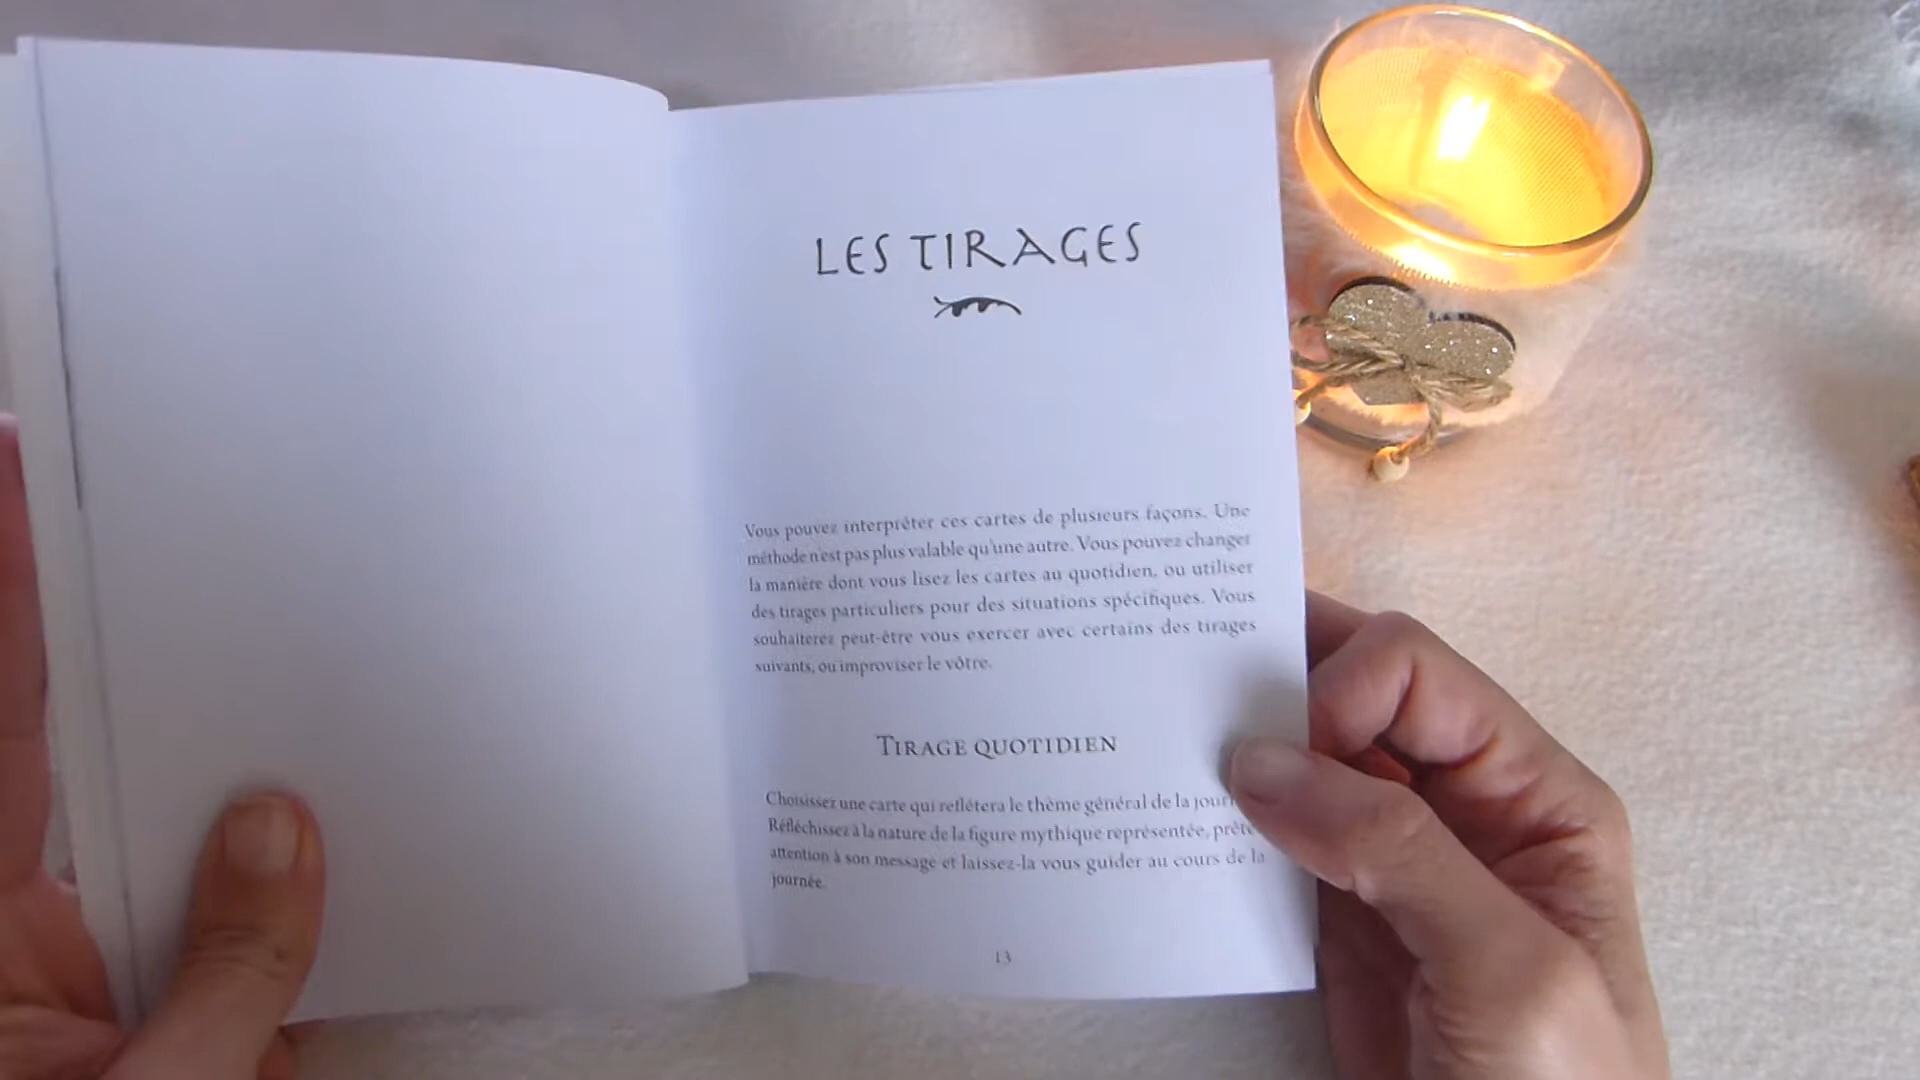 LES TIRAGES
Vous pouvez interpréter ces cartes de plusieurs façons. Une
méthode n'est pas plus valable qu'une autre. Vous pouvez changer
la manière dont vous lisez les cartes au quotidien, ou utiliser
des tirages particuliers pour des situations spécifiques. Vous
souhaiterez peut-être vous exercer avec certains des tirages
suivants, ou improviser le vôtre.
TIRAGE QUOTIDIEN
Choisissez une carte qui reflétera le thème général de la
Réfléchissez à la nature de la figure mythique représentée,
attention à son message et laissez-la vous guider au cours de la
journée.
13